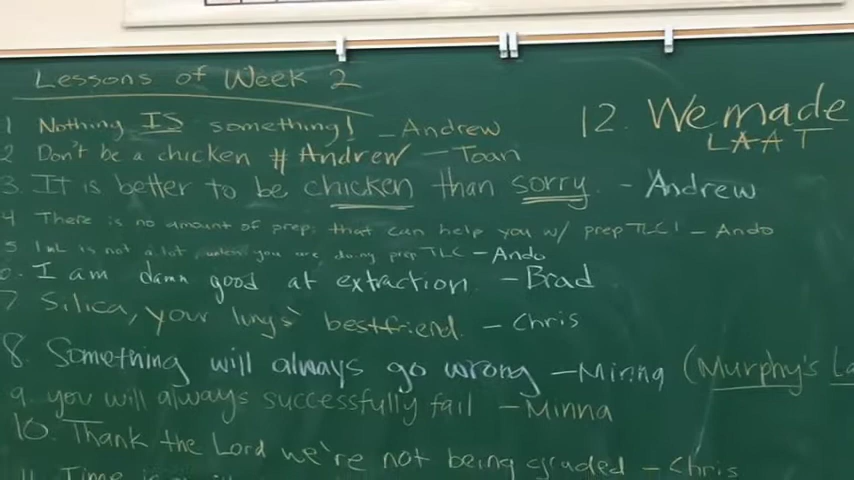 Lessons of Week 2
1 Nothing IS something! - Andrew
2 Don't be a chicken #Andrew - Toan
3. It is better to be chicken than sorry. - Andrew
4 There is no amount of prep that can help you w/ prep TLC! - Ando
5 1 mL is not a lot, unless you are doing prep TLC - Ando
6. I am damn good at extraction. - Brad
7 Silica, your lungs' bestfriend. - Chris
8. Something will always go wrong - Minna (Murphy's La
9 you will always successfully fail - Minna
10. Thank the Lord we're not being graded - Chris
11. Time is
12. We made
LAAT